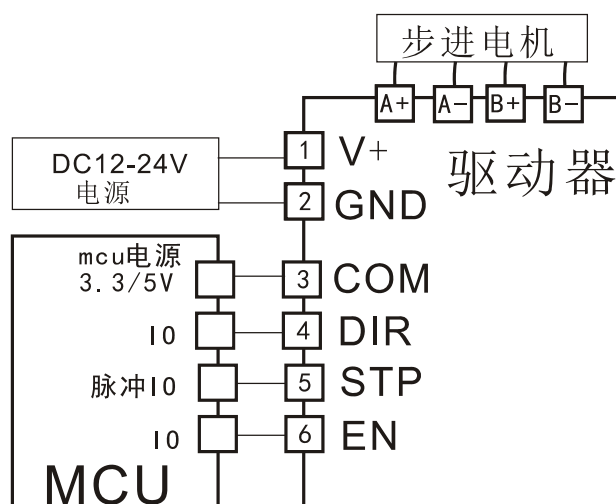 步进电机
A+ A- B+ B-
1 V+
驱动器
DC12-24V
电源
2 GND
mcu电源
3.3/5V
3 COM
IO 4 DIR
脉冲IO 5 STP
IO 6 EN
MCU